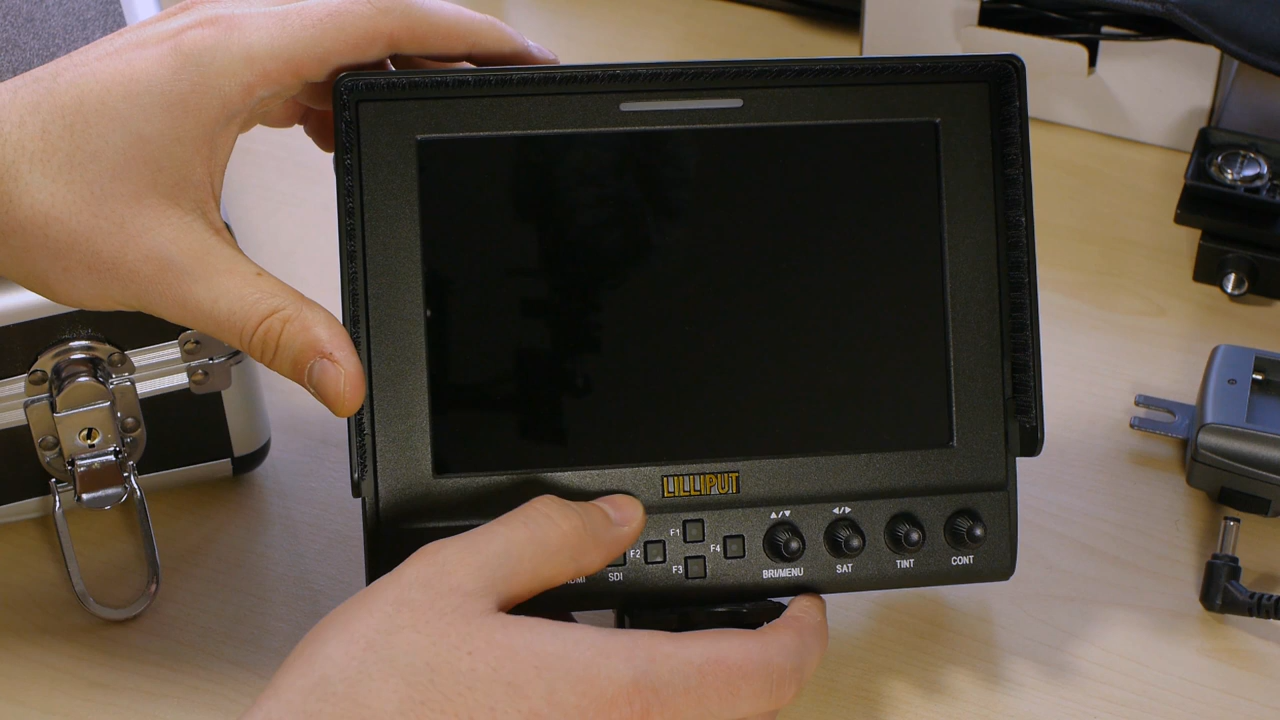 LILLIPUT
▲/▼
◄/►
F1
F2
F4
F3
SDI
BRI/MENU
SAT
TINT
CONT